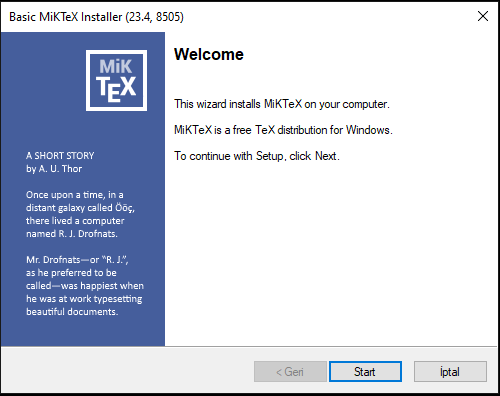 Basic MiKTeX Installer (23.4, 8505)
MiK
TEX
Welcome
This wizard installs MiKTeX on your computer.
MiKTeX is a free TeX distribution for Windows.
To continue with Setup, click Next.
A SHORT STORY
by A. U. Thor
Once upon a time, in a
distant galaxy called Ööç,
there lived a computer
named R. J. Drofnats.
Mr. Drofnats—or “R. J.”,
as he preferred to be
called—was happiest when
he was at work typesetting
beautiful documents.
< Geri
Start
İptal